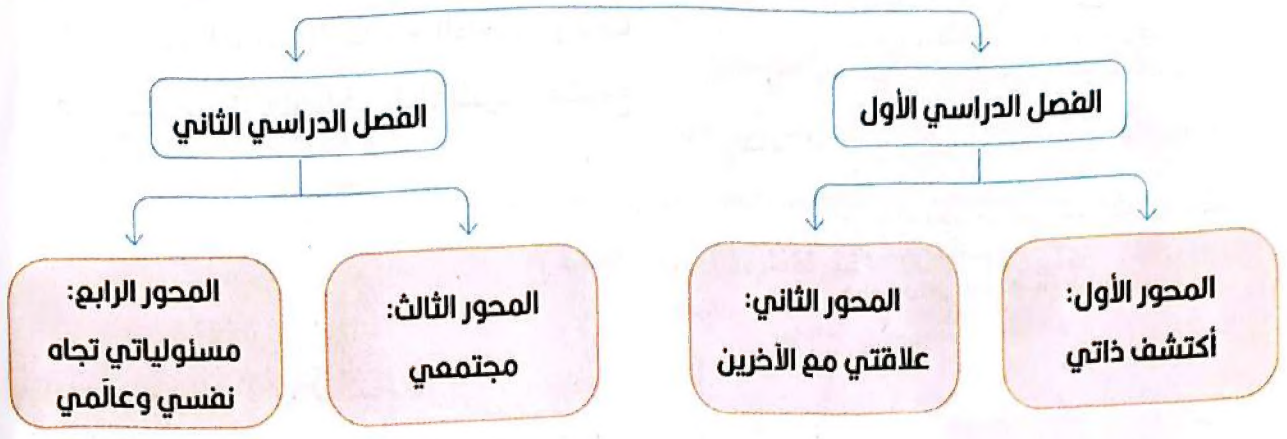 الفصل الدراسي الأول
الفصل الدراسي الثاني
المحور الأول:
أكتشف ذاتي
المحور الثاني:
علاقتي مع الآخرين
المحور الثالث:
مجتمعي
المحور الرابع:
مسئولياتي تجاه
نفسي وعالَمي